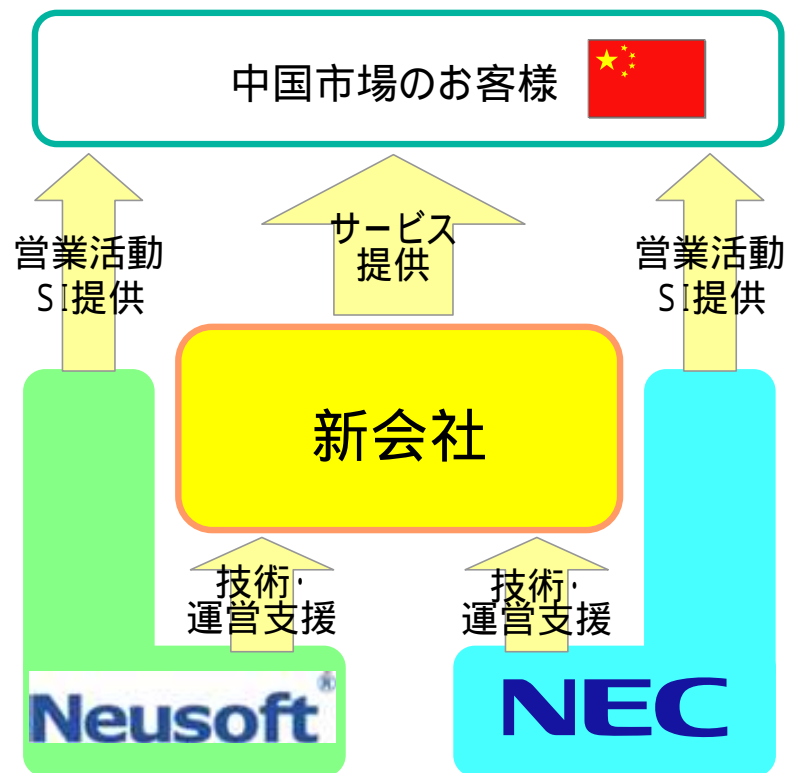 中国市場のお客様
営業活動
SI提供
サービス
提供
営業活動
SI提供
新会社
技術・
運営支援
技術・
運営支援
Neusoft®
NEC